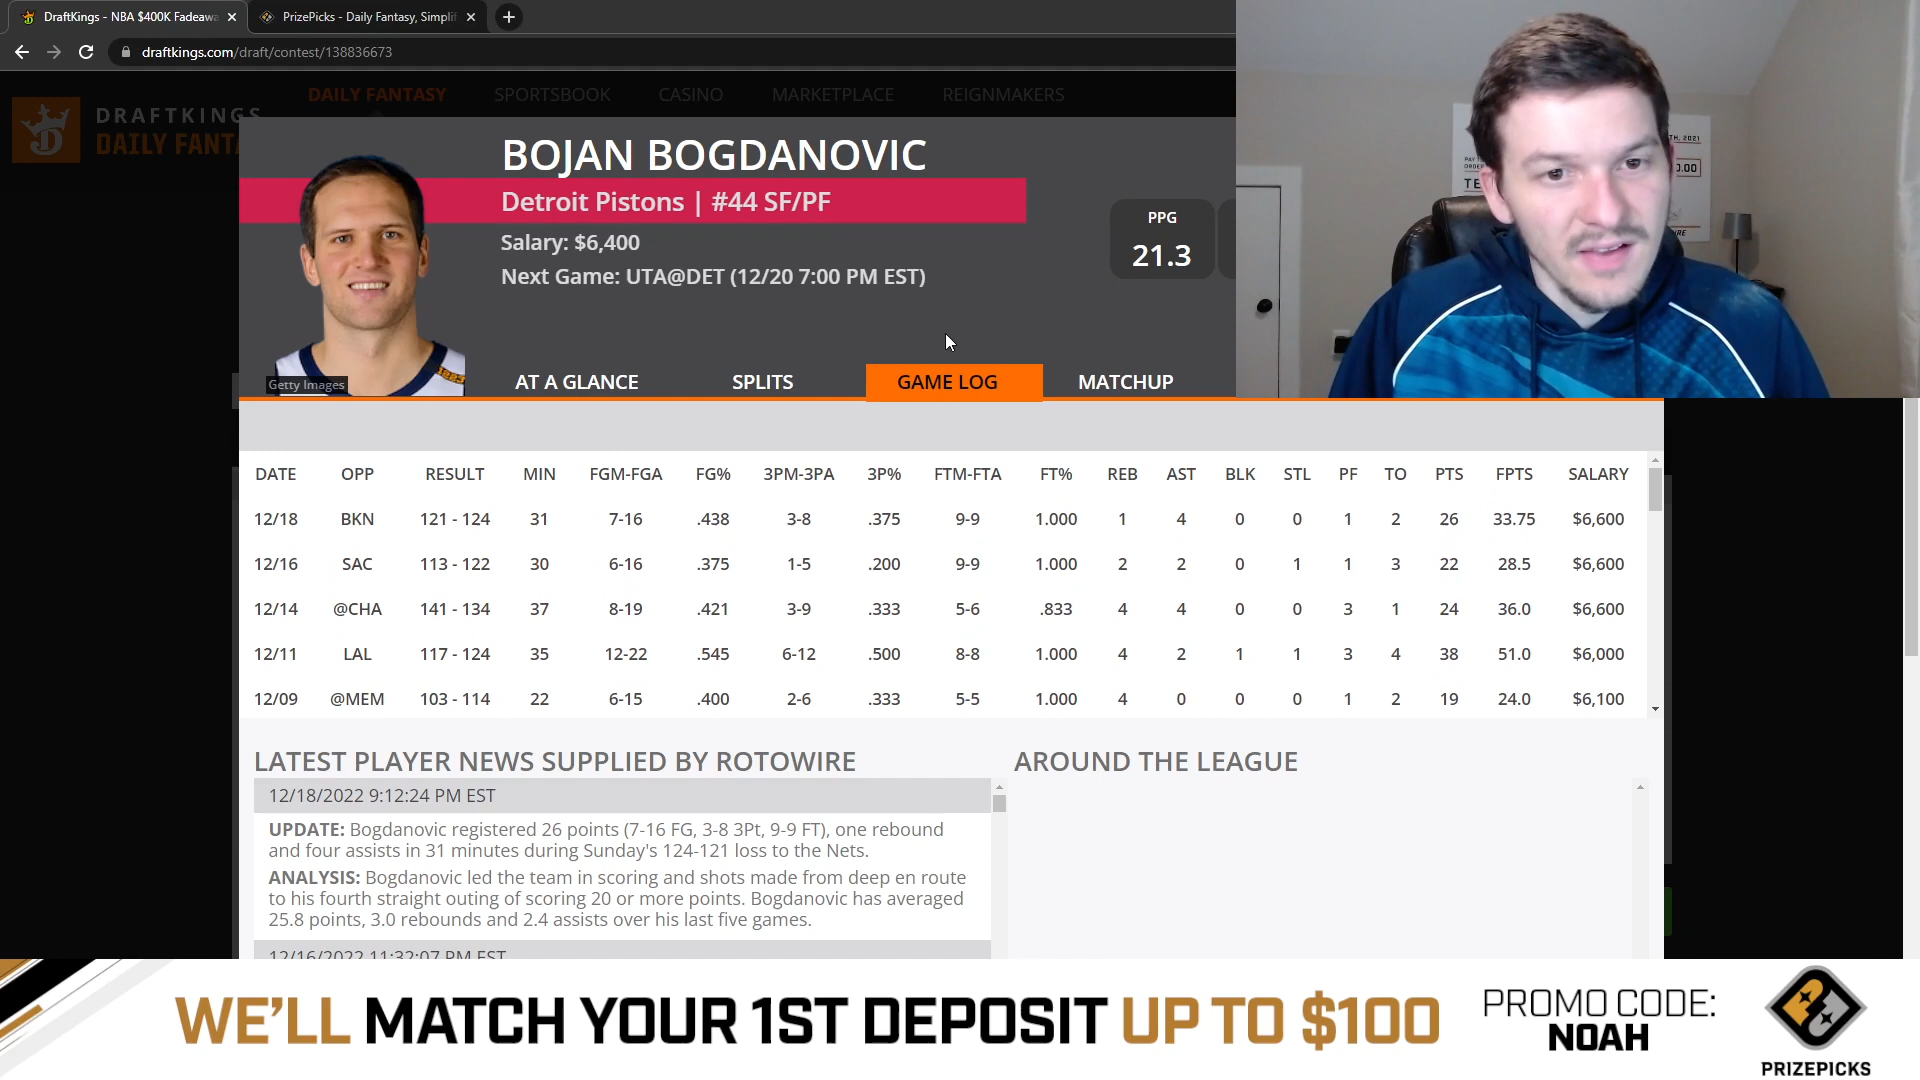 DraftKings - NBA $400K Fadeawa
PrizePicks - Daily Fantasy, Simplif
draftkings.com/draft/contest/138836673
DRAFTKINGS
DAILY FANT
DAILY FANTASY SPORTSBOOK CASINO MARKETPLACE REIGNMAKERS
BOJAN BOGDANOVIC
Detroit Pistons | #44 SF/PF
Salary: $6,400
Next Game: UTA@DET (12/20 7:00 PM EST)
PPG
21.3
Getty Images
AT A GLANCE SPLITS GAME LOG MATCHUP
DATE OPP RESULT MIN FGM-FGA FG% 3PM-3PA 3P% FTM-FTA FT% REB AST BLK STL PF TO PTS FPTS SALARY
12/18 BKN 121 - 124 31 7-16 .438 3-8 .375 9-9 1.000 1 4 0 0 1 2 26 33.75 $6,600
12/16 SAC 113 - 122 30 6-16 .375 1-5 .200 9-9 1.000 2 2 0 1 1 3 22 28.5 $6,600
12/14 @CHA 141 - 134 37 8-19 .421 3-9 .333 5-6 .833 4 4 0 0 3 1 24 36.0 $6,600
12/11 LAL 117 - 124 35 12-22 .545 6-12 .500 8-8 1.000 4 2 1 1 3 4 38 51.0 $6,000
12/09 @MEM 103 - 114 22 6-15 .400 2-6 .333 5-5 1.000 4 0 0 0 1 2 19 24.0 $6,100
LATEST PLAYER NEWS SUPPLIED BY ROTOWIRE
12/18/2022 9:12:24 PM EST
UPDATE: Bogdanovic registered 26 points (7-16 FG, 3-8 3Pt, 9-9 FT), one rebound
and four assists in 31 minutes during Sunday's 124-121 loss to the Nets.
ANALYSIS: Bogdanovic led the team in scoring and shots made from deep en route
to his fourth straight outing of scoring 20 or more points. Bogdanovic has averaged
25.8 points, 3.0 rebounds and 2.4 assists over his last five games.
12/16/2022 11:32:07 PM EST
AROUND THE LEAGUE
WE'LL MATCH YOUR 1ST DEPOSIT UP TO $100
PROMO CODE:
NOAH
PRIZEPICKS